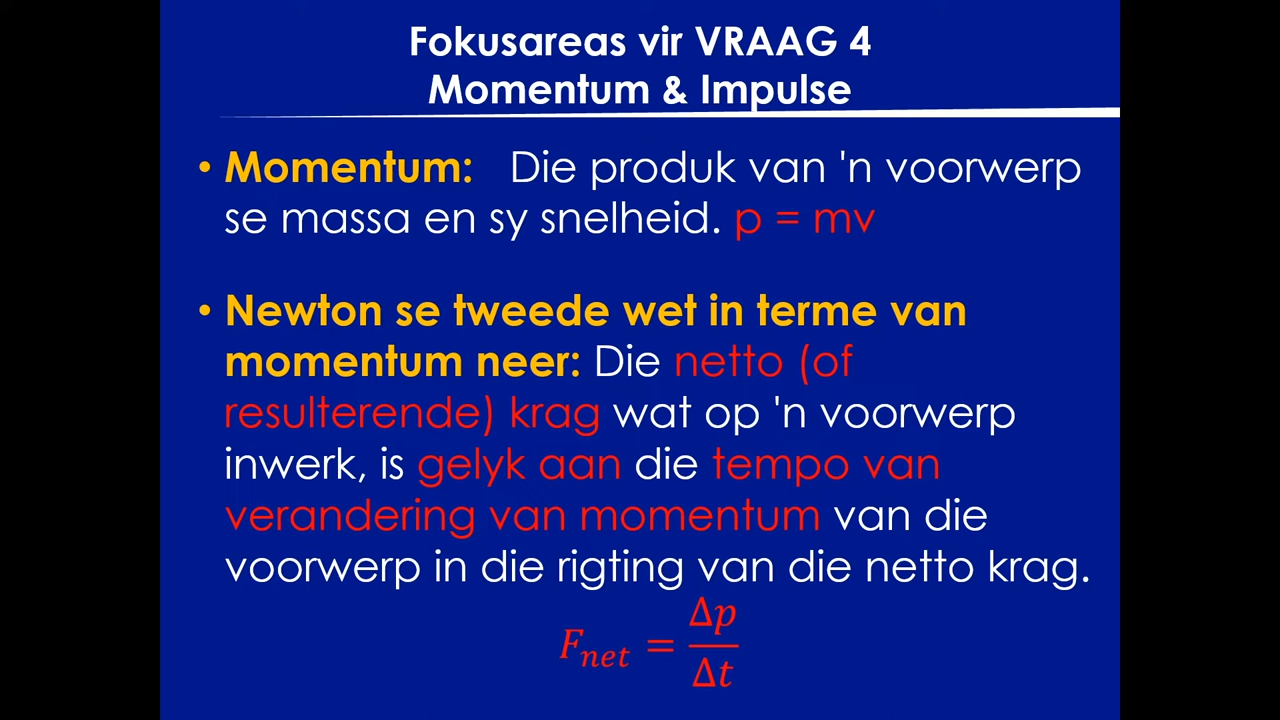 Fokusareas vir VRAAG 4
Momentum & Impulse
• Momentum: Die produk van 'n voorwerp
se massa en sy snelheid. p = mv
• Newton se tweede wet in terme van
momentum neer: Die netto (of
resulterende) krag wat op 'n voorwerp
inwerk, is gelyk aan die tempo van
verandering van momentum van die
voorwerp in die rigting van die netto krag.
F_net = Δp/Δt